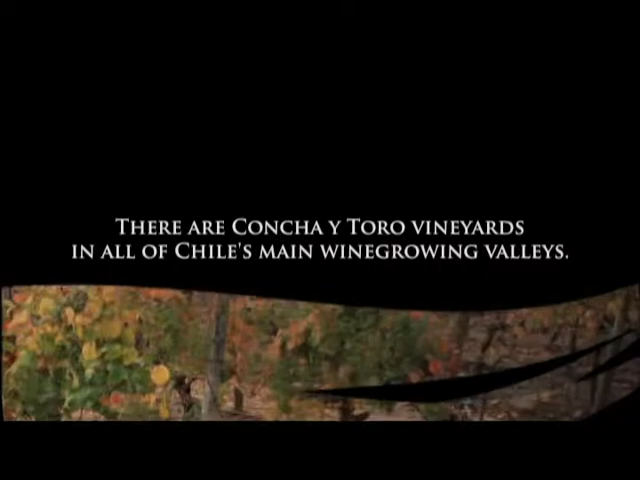 There are Concha y Toro vineyards
in all of Chile's main winegrowing valleys.